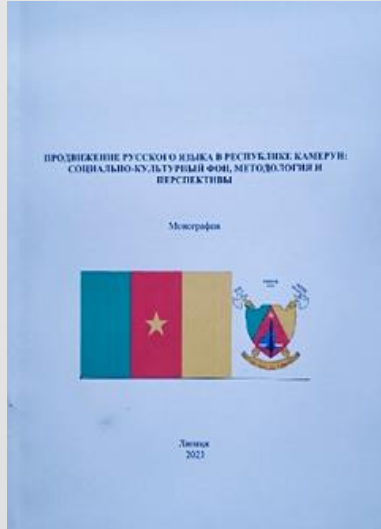 ПРОДВИЖЕНИЕ РУССКОГО ЯЗЫКА В РЕСПУБЛИКЕ КАМЕРУН:
СОЦИАЛЬНО-КУЛЬТУРНЫЙ ФОН, МЕТОДОЛОГИЯ И
ПЕРСПЕКТИВЫ
Монография
Липецк
2023